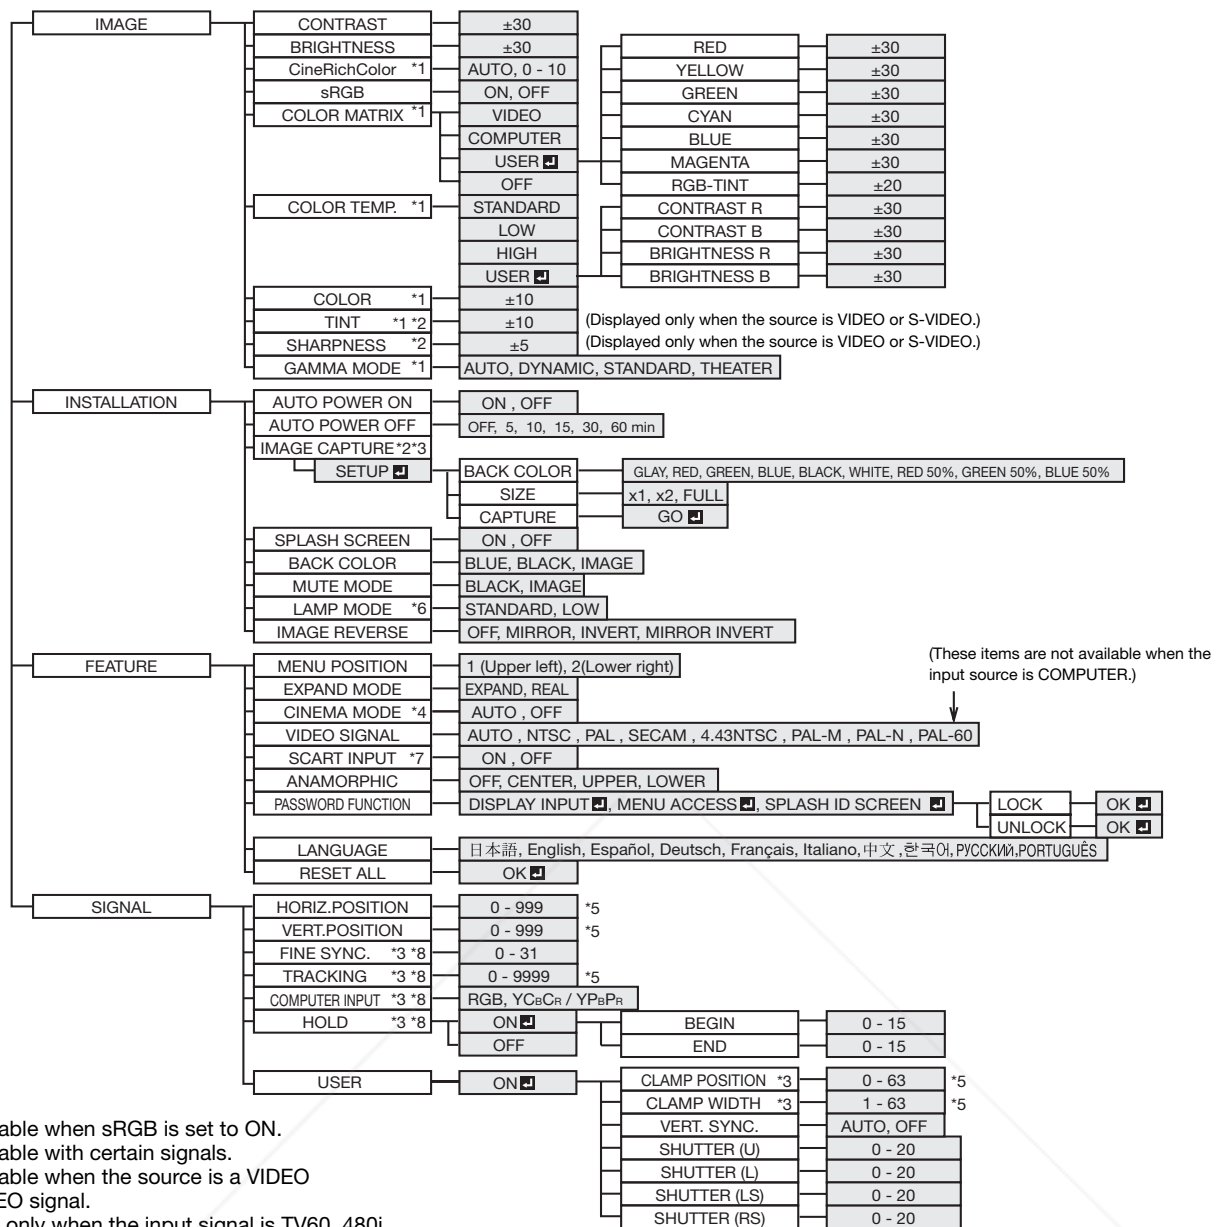 IMAGE
CONTRAST ±30
BRIGHTNESS ±30
CineRichColor *1 AUTO, 0 - 10
sRGB ON, OFF
COLOR MATRIX *1 VIDEO
COMPUTER
USER
OFF
RED ±30
YELLOW ±30
GREEN ±30
CYAN ±30
BLUE ±30
MAGENTA ±30
RGB-TINT ±20
COLOR TEMP. *1 STANDARD
LOW
HIGH
USER
CONTRAST R ±30
CONTRAST B ±30
BRIGHTNESS R ±30
BRIGHTNESS B ±30
COLOR *1 ±10
TINT *1 *2 ±10 (Displayed only when the source is VIDEO or S-VIDEO.)
SHARPNESS *2 ±5 (Displayed only when the source is VIDEO or S-VIDEO.)
GAMMA MODE *1 AUTO, DYNAMIC, STANDARD, THEATER
INSTALLATION
AUTO POWER ON ON , OFF
AUTO POWER OFF OFF, 5, 10, 15, 30, 60 min
IMAGE CAPTURE*2*3
SETUP
BACK COLOR GLAY, RED, GREEN, BLUE, BLACK, WHITE, RED 50%, GREEN 50%, BLUE 50%
SIZE x1, x2, FULL
CAPTURE GO
SPLASH SCREEN ON , OFF
BACK COLOR BLUE, BLACK, IMAGE
MUTE MODE BLACK, IMAGE
LAMP MODE *6 STANDARD, LOW
IMAGE REVERSE OFF, MIRROR, INVERT, MIRROR INVERT
FEATURE
MENU POSITION 1 (Upper left), 2(Lower right)
EXPAND MODE EXPAND, REAL
CINEMA MODE *4 AUTO , OFF
(These items are not available when the
input source is COMPUTER.)
VIDEO SIGNAL AUTO , NTSC , PAL , SECAM , 4.43NTSC , PAL-M , PAL-N , PAL-60
SCART INPUT *7 ON , OFF
ANAMORPHIC OFF, CENTER, UPPER, LOWER
PASSWORD FUNCTION DISPLAY INPUT, MENU ACCESS, SPLASH ID SCREEN
LOCK OK
UNLOCK OK
LANGUAGE 日本語, English, Español, Deutsch, Français, Italiano,中文,한국어,РУССКИЙ,PORTUGUÊS
RESET ALL OK
SIGNAL
HORIZ.POSITION 0 - 999 *5
VERT.POSITION 0 - 999 *5
FINE SYNC. *3 *8 0 - 31
TRACKING *3 *8 0 - 9999 *5
COMPUTER INPUT *3 *8 RGB, YCBCR / YPBPR
HOLD *3 *8 ON
OFF
BEGIN 0 - 15
END 0 - 15
USER ON
CLAMP POSITION *3 0 - 63 *5
CLAMP WIDTH *3 1 - 63 *5
VERT. SYNC. AUTO, OFF
SHUTTER (U) 0 - 20
SHUTTER (L) 0 - 20
SHUTTER (LS) 0 - 20
SHUTTER (RS) 0 - 20
able when sRGB is set to ON.
able with certain signals.
able when the source is a VIDEO
EO signal.
only when the input signal is TV60, 480i